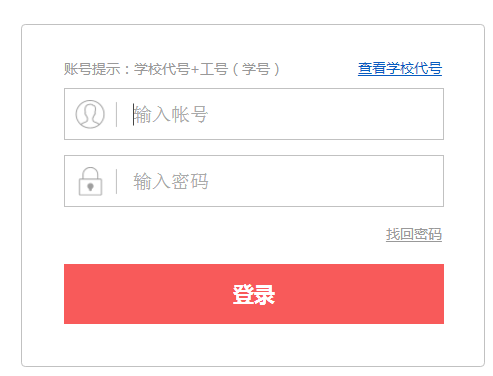 账号提示：学校代号+工号（学号） 查看学校代号
输入帐号
输入密码
找回密码
登录